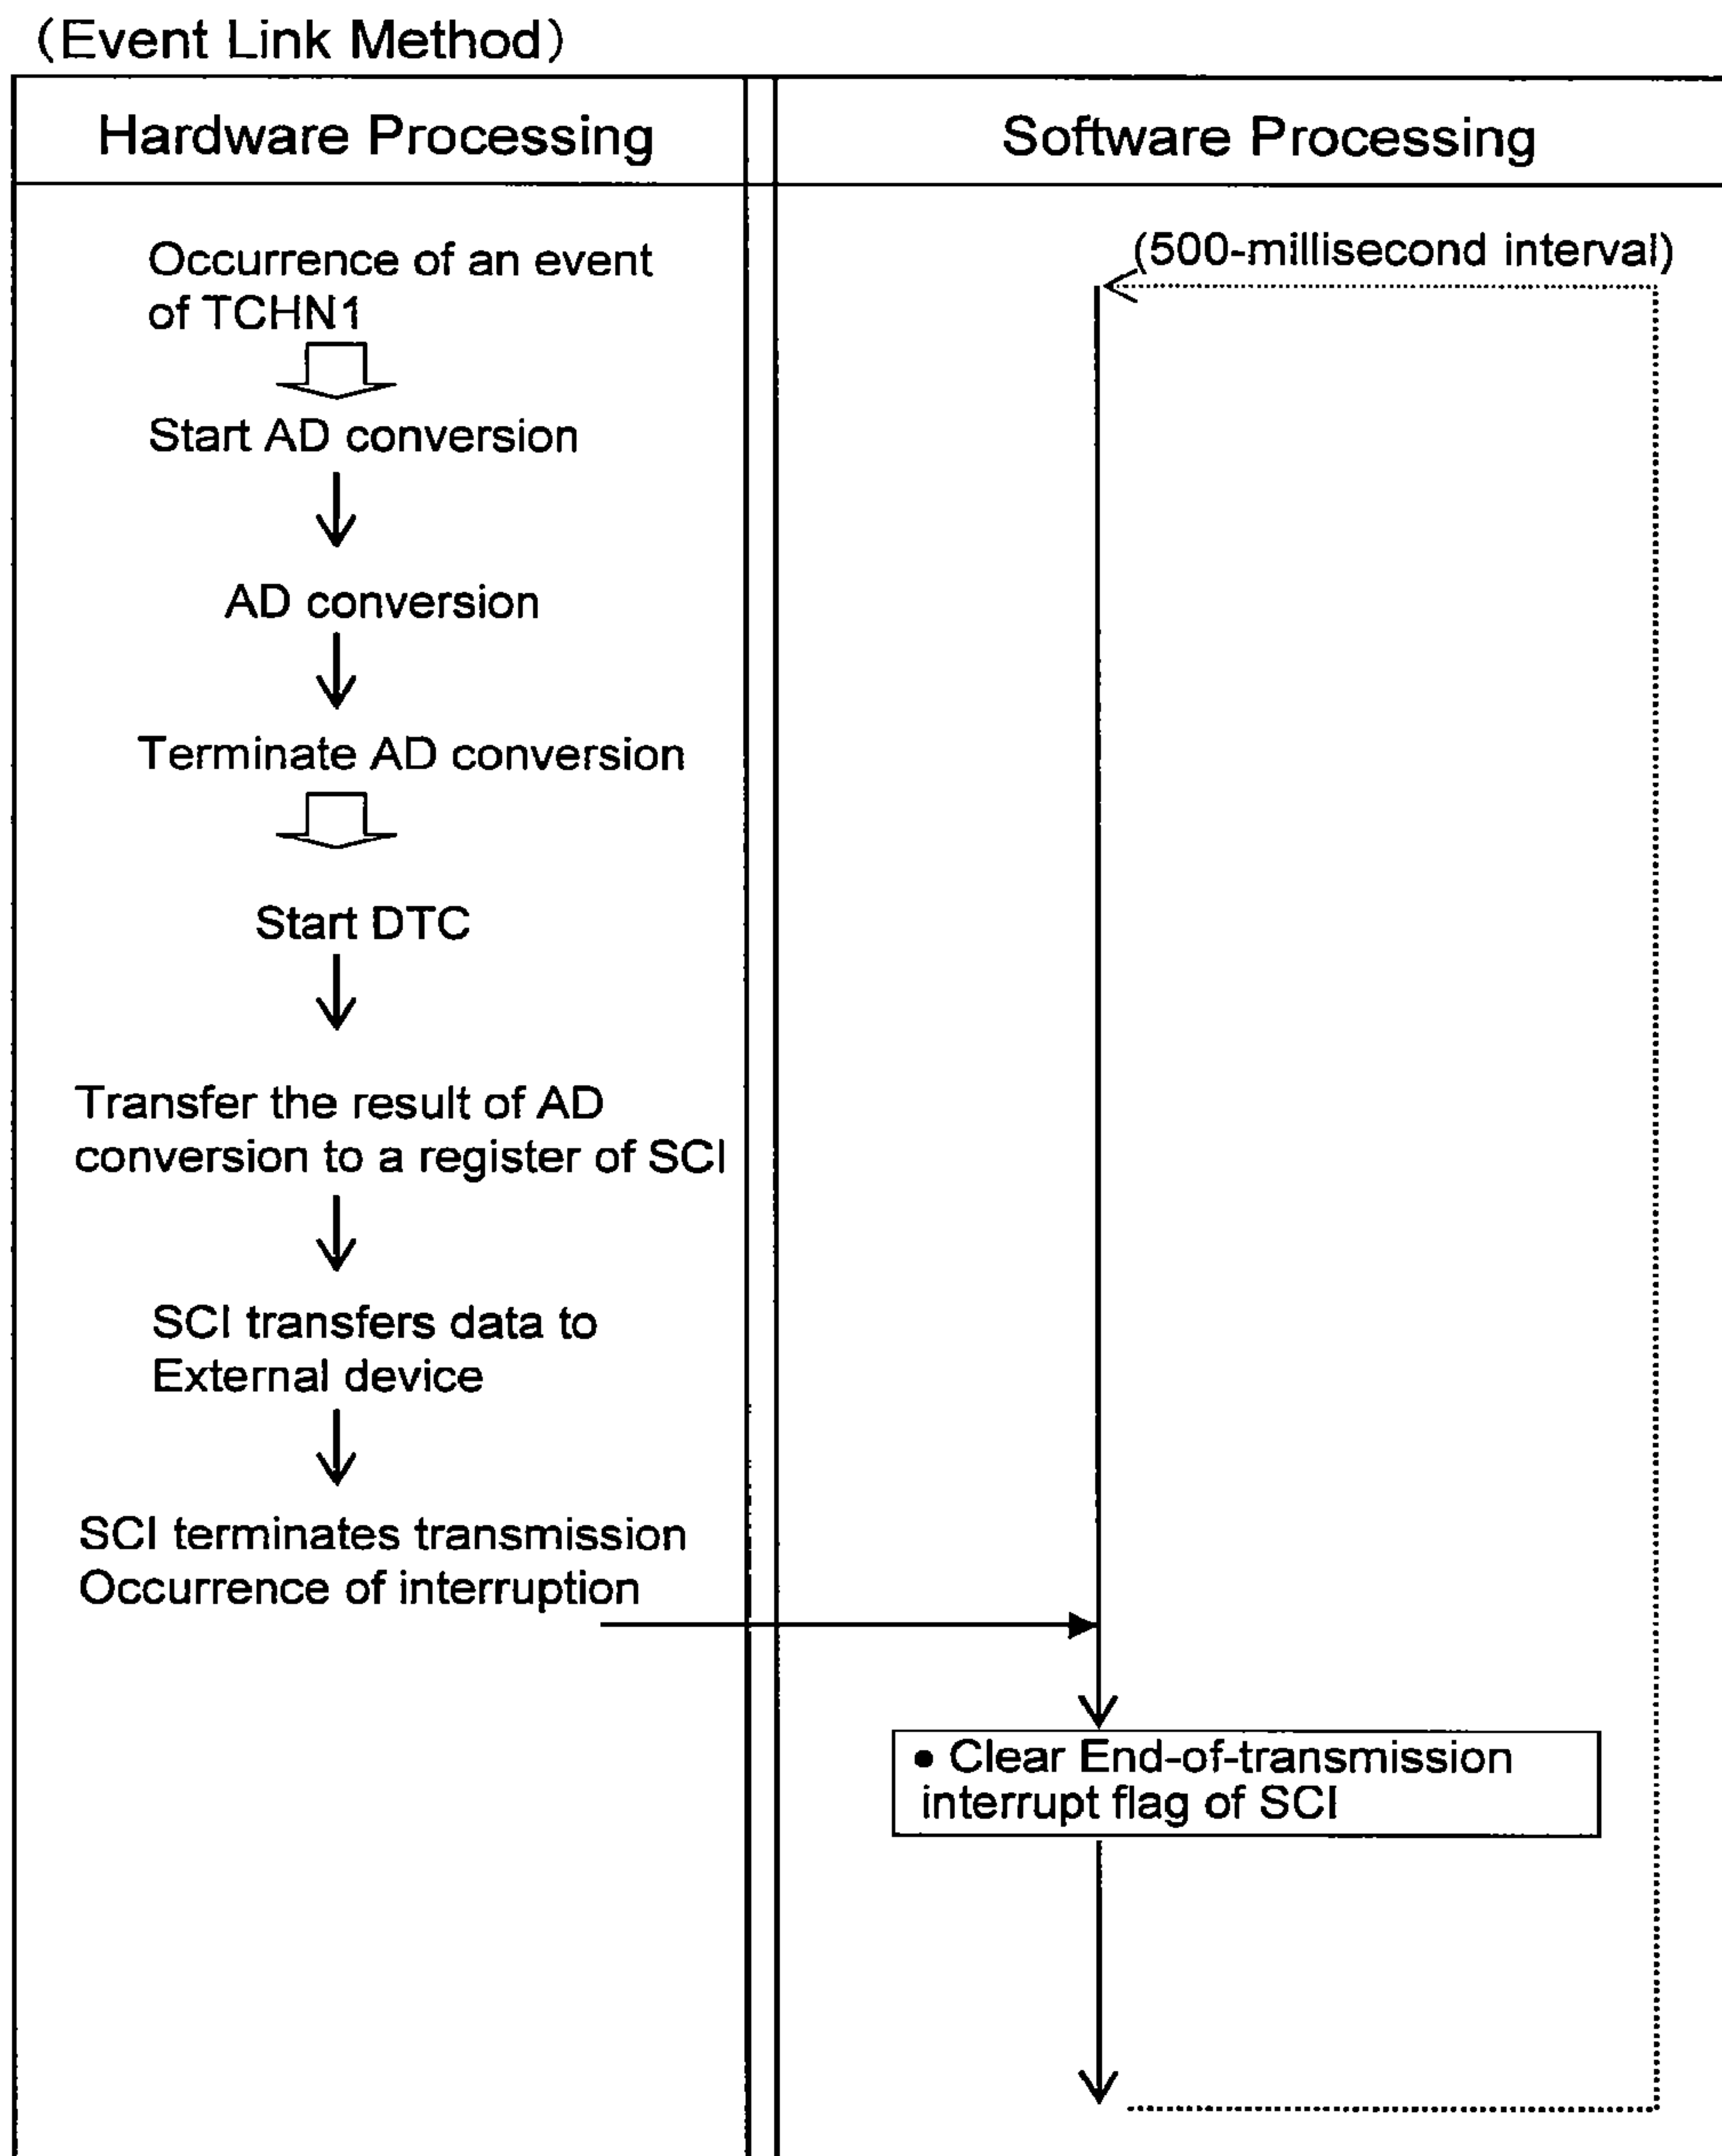 (Event Link Method)
Hardware Processing
Software Processing
Occurrence of an event
of TCHN1
Start AD conversion
AD conversion
Terminate AD conversion
Start DTC
Transfer the result of AD
conversion to a register of SCI
SCI transfers data to
External device
SCI terminates transmission
Occurrence of interruption
(500-millisecond interval)
• Clear End-of-transmission
interrupt flag of SCI